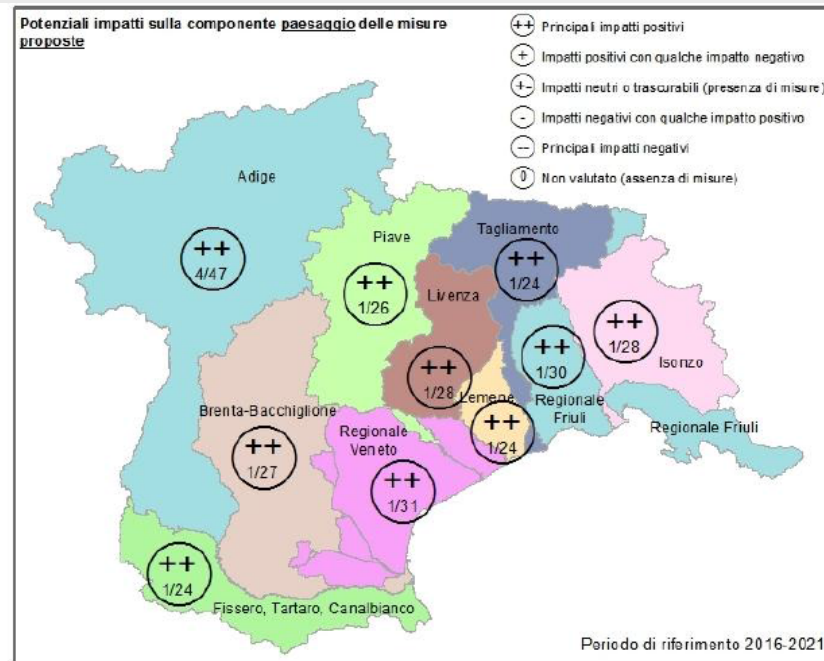 Potenziali impatti sulla componente paesaggio delle misure
proposte
++ Principali impatti positivi
+ Impatti positivi con qualche impatto negativo
+- Impatti neutri o trascurabili (presenza di misure)
- Impatti negativi con qualche impatto positivo
-- Principali impatti negativi
0 Non valutato (assenza di misure)
Adige
++
4/47
Piave
++
1/26
Tagliamento
++
1/24
Livenza
++
1/28
Lemene
++
1/24
++
1/30
Regionale
Friuli
++
1/28
Isonzo
Regionale Friuli
Brenta-Bacchiglione
++
1/27
Regionale
Veneto
++
1/31
++
1/24
Fissero, Tartaro, Canalbianco
Periodo di riferimento 2016-2021